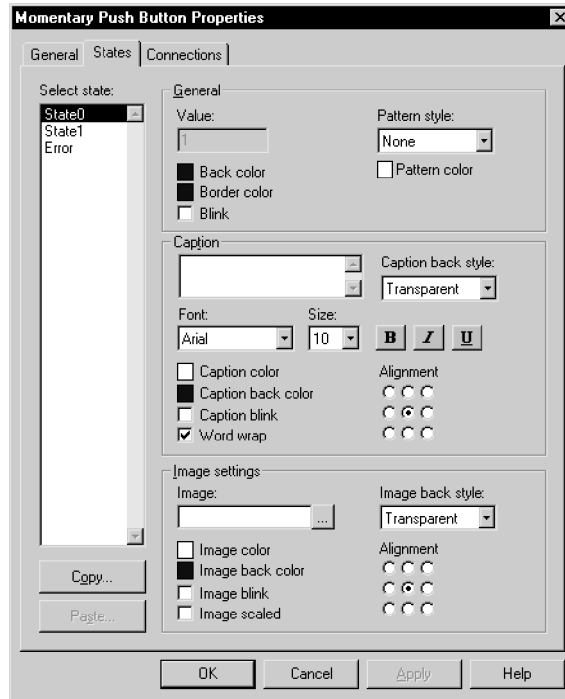 Momentary Push Button Properties
General States Connections
Select state:
State0
State1
Error
Copy...
Paste...
General
Value:
1
Pattern style:
None
Back color
Pattern color
Border color
Blink
Caption
Caption back style:
Transparent
Font:
Size:
Arial
10
B I U
Caption color
Alignment
Caption back color
Caption blink
Word wrap
Image settings
Image:
Image back style:
...
Transparent
Image color
Alignment
Image back color
Image blink
Image scaled
OK Cancel Apply Help